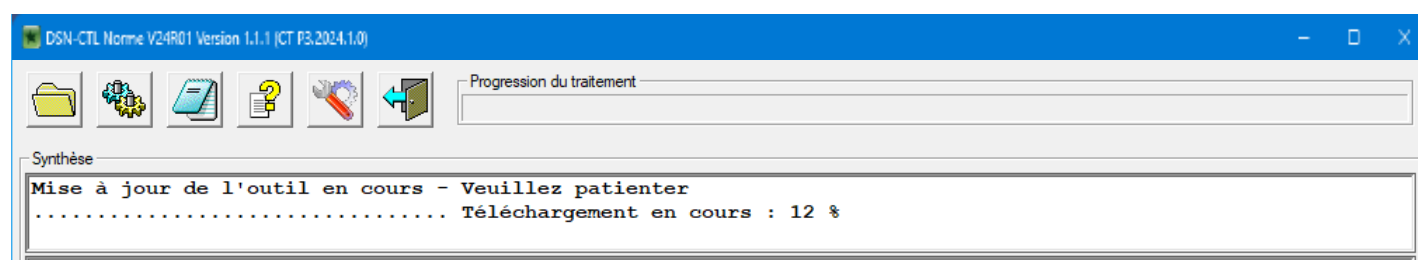 DSN-CTL Norme V24R01 Version 1.1.1 (CT P3.2024.1.0)
Progression du traitement
Synthèse
Mise à jour de l'outil en cours - Veuillez patienter
................................. Téléchargement en cours : 12 %